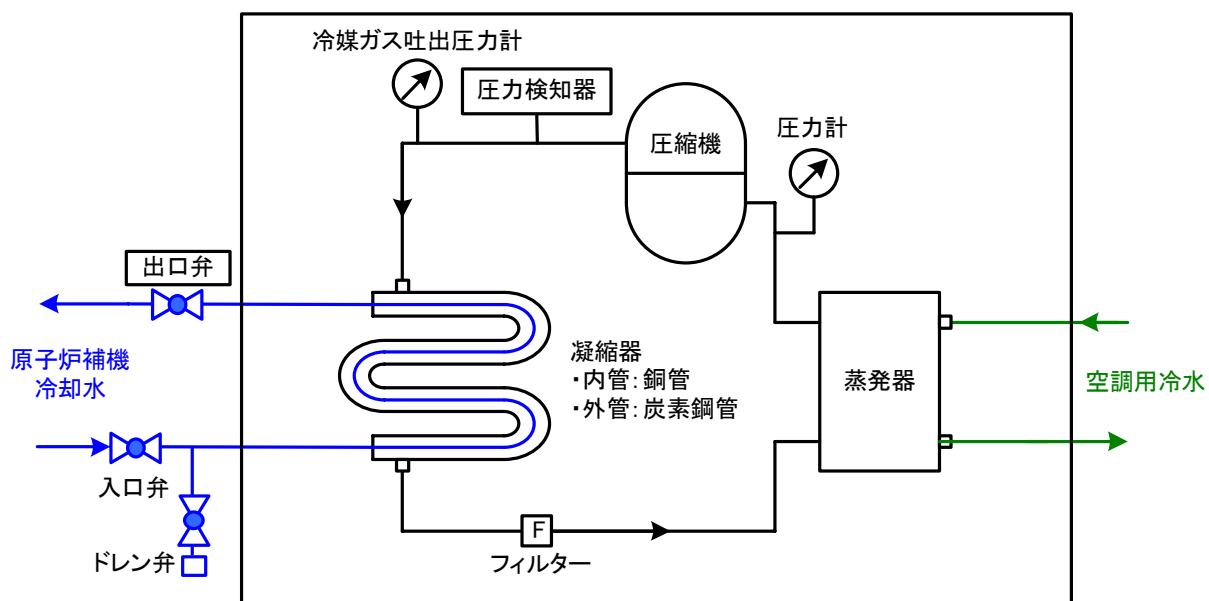 冷媒ガス吐出圧力計
圧力検知器
圧縮機
圧力計
出口弁
原子炉補機
冷却水
凝縮器
・内管：銅管
・外管：炭素鋼管
蒸発器
空調用冷水
入口弁
ドレン弁
F
フィルター